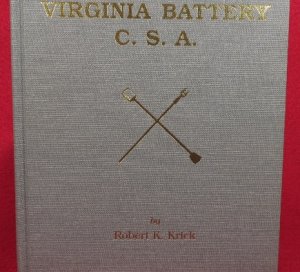 VIRGINIA BATTERY
C. S. A.
by
Robert K. Krick